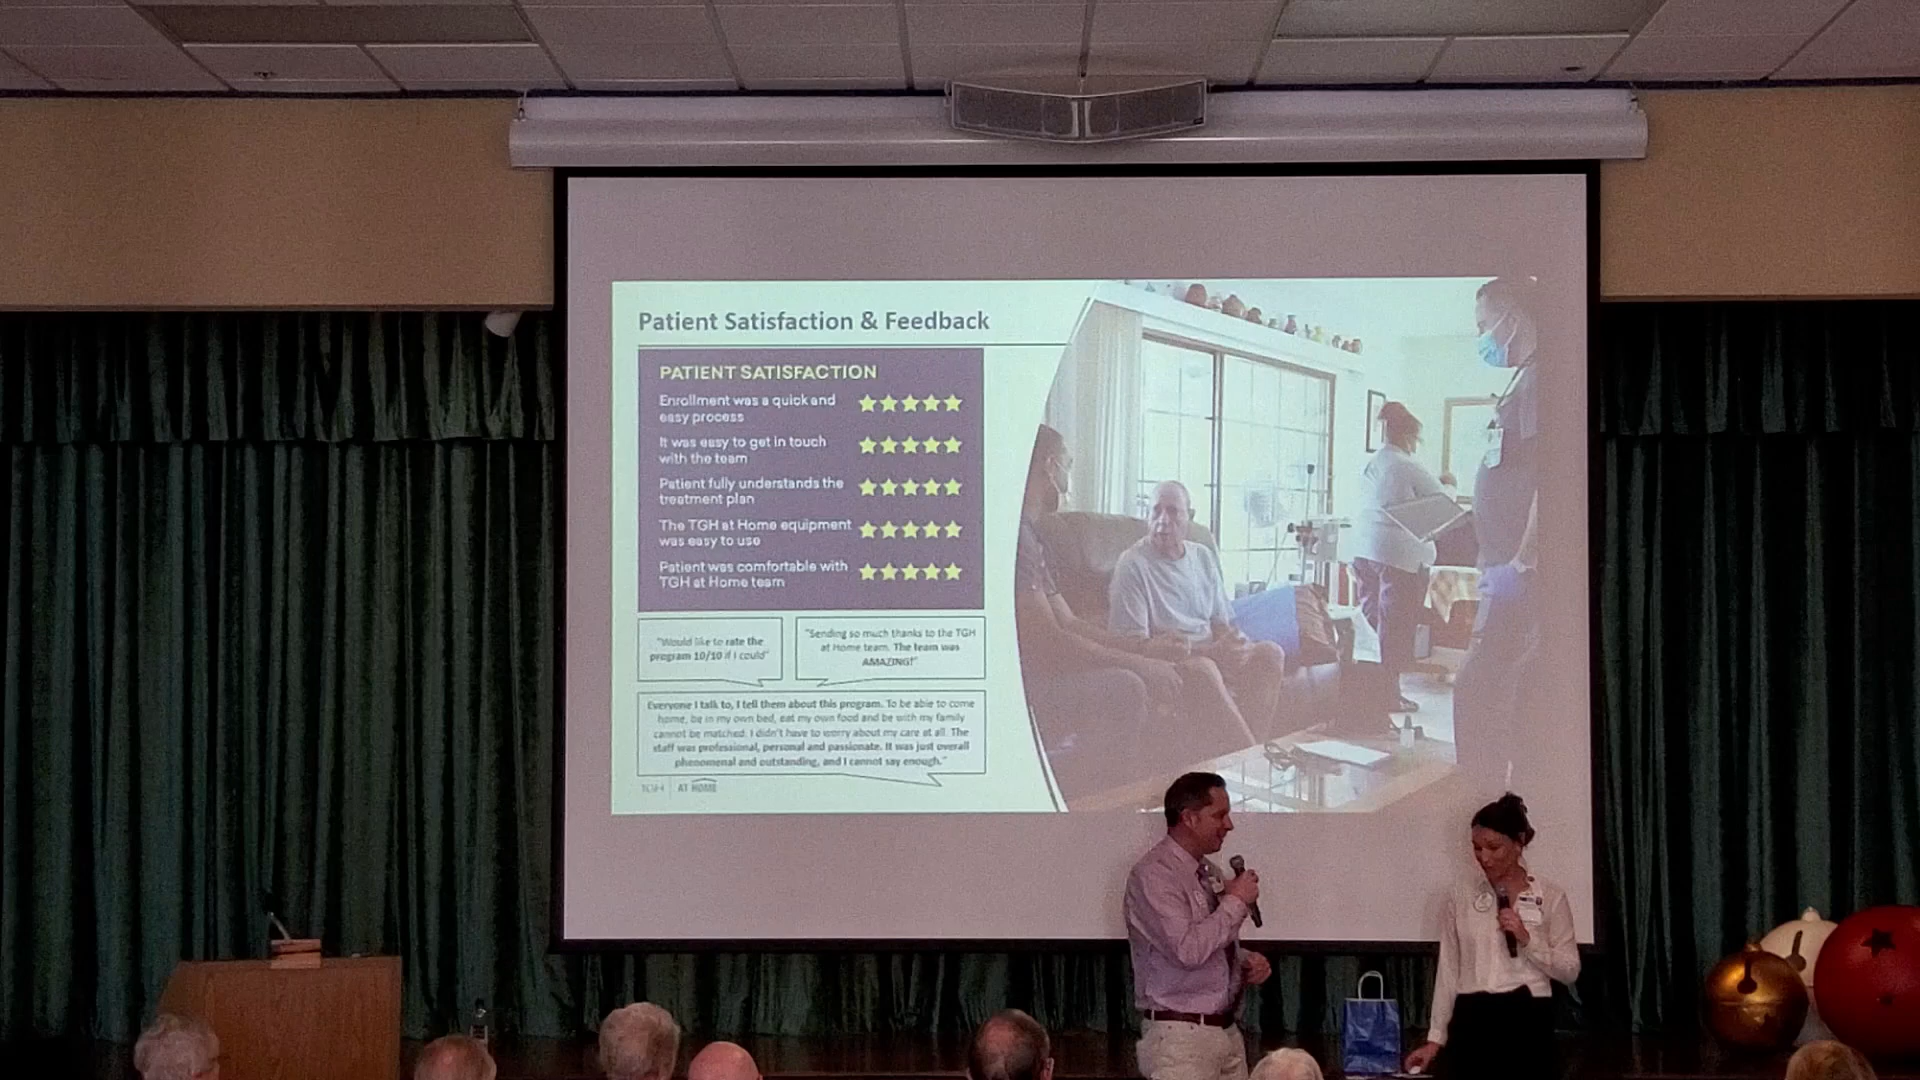 Patient Satisfaction & Feedback
PATIENT SATISFACTION
Enrollment was a quick and
easy process
It was easy to get in touch
with the team
Patient fully understands the
treatment plan
The TGH at Home equipment
was easy to use
Patient was comfortable with
TGH at Home team
"Would like to rate the
program 10/10 if I could"
"Sending so much thanks to the TGH
at Home team. The team was
AMAZING!"
Everyone I talk to, I tell them about this program. To be able to come
home, be in my own bed, eat my own food and be with my family
cannot be matched. I didn't have to worry about my care at all. The
staff was professional, personal and passionate. It was just overall
phenomenal and outstanding, and I cannot say enough."
TGH AT HOME